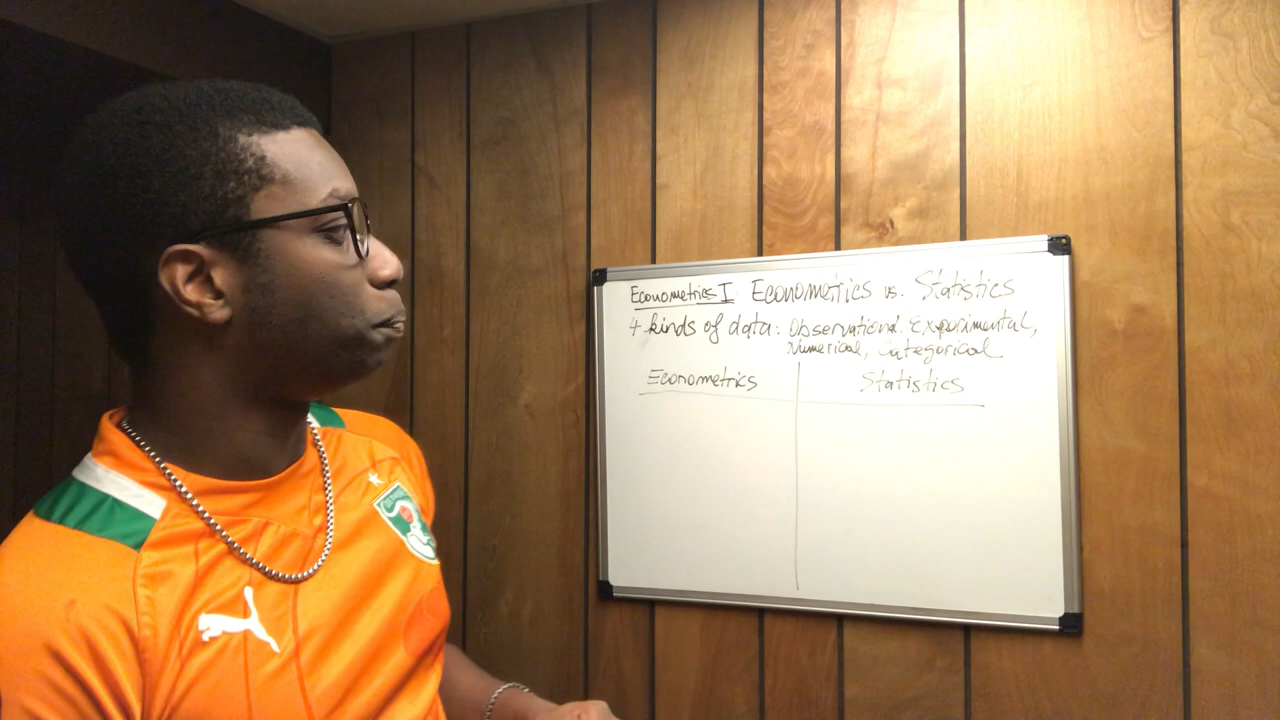 Econometrics I Econometrics vs. Statistics
4 kinds of data: Observational. Experimental,
Numerical, Categorical
Econometrics Statistics